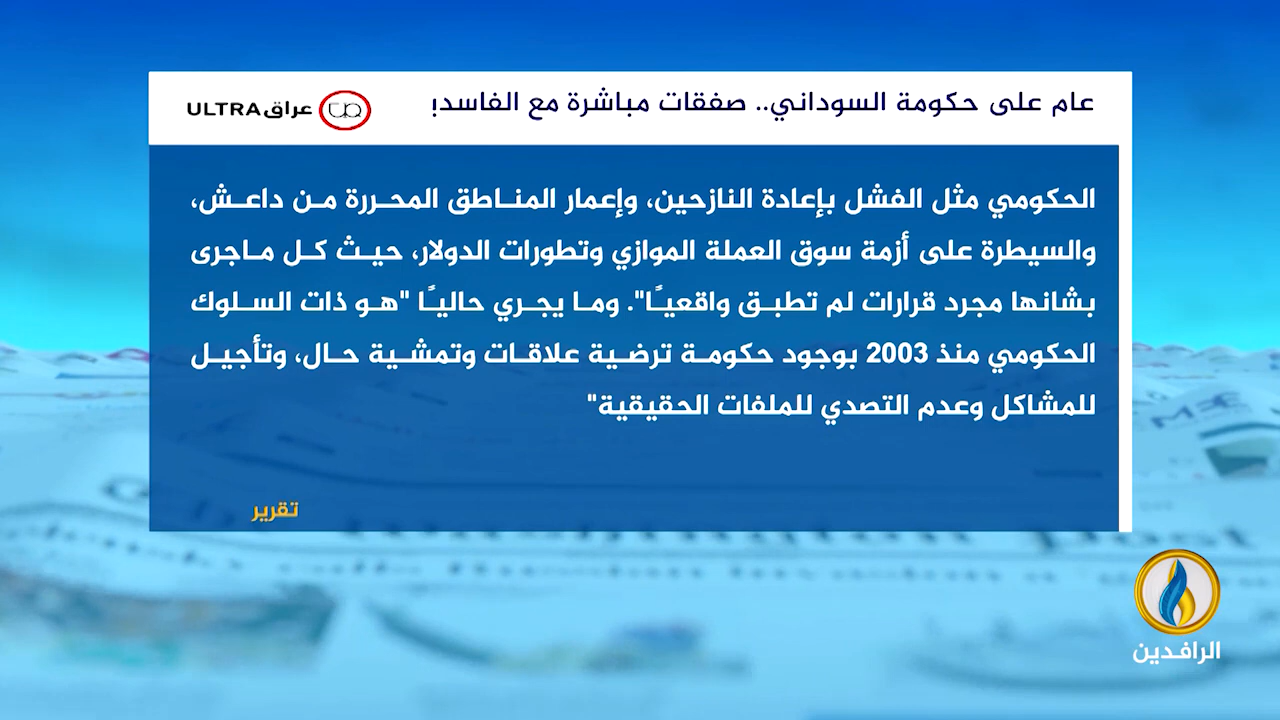 عام على حكومة السوداني.. صفقات مباشرة مع الفاسد!
ULTRA عراق
الحكومي مثل الفشل بإعادة النازحين، وإعمار المناطق المحررة من داعش،
والسيطرة على أزمة سوق العملة الموازي وتطورات الدولار، حيث كل ماجرى
بشانها مجرد قرارات لم تطبق واقعيًا". وما يجري حاليًا "هو ذات السلوك
الحكومي منذ 2003 بوجود حكومة ترضية علاقات وتمشية حال، وتأجيل
للمشاكل وعدم التصدي للملفات الحقيقية"
تقرير
الرافدين